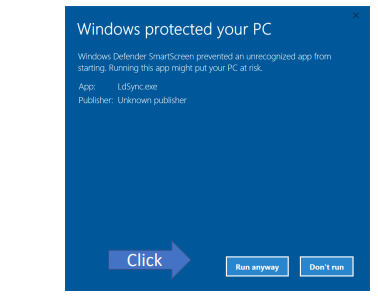 Windows protected your PC
Windows Defender SmartScreen prevented an unrecognized app from
starting. Running this app might put your PC at risk.
App: LdSync.exe
Publisher: Unknown publisher
Click
Run anyway
Don't run